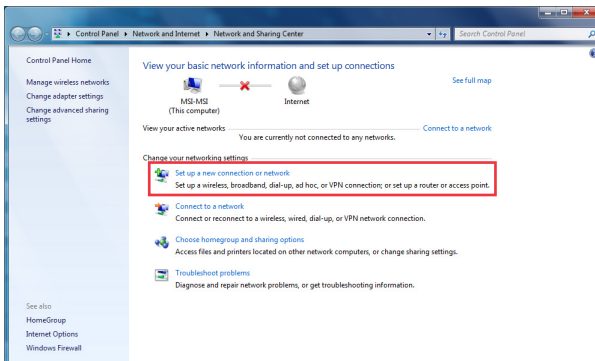 Control Panel
Network and Internet
Network and Sharing Center
Search Control Panel
Control Panel Home
Manage wireless networks
Change adapter settings
Change advanced sharing
settings
See also
HomeGroup
Internet Options
Windows Firewall
View your basic network information and set up connections
See full map
MSI-MSI
(This computer)
Internet
View your active networks
Connect to a network
You are currently not connected to any networks.
Change your networking settings
Set up a new connection or network
Set up a wireless, broadband, dial-up, ad hoc, or VPN connection; or set up a router or access point.
Connect to a network
Connect or reconnect to a wireless, wired, dial-up, or VPN network connection.
Choose homegroup and sharing options
Access files and printers located on other network computers, or change sharing settings.
Troubleshoot problems
Diagnose and repair network problems, or get troubleshooting information.